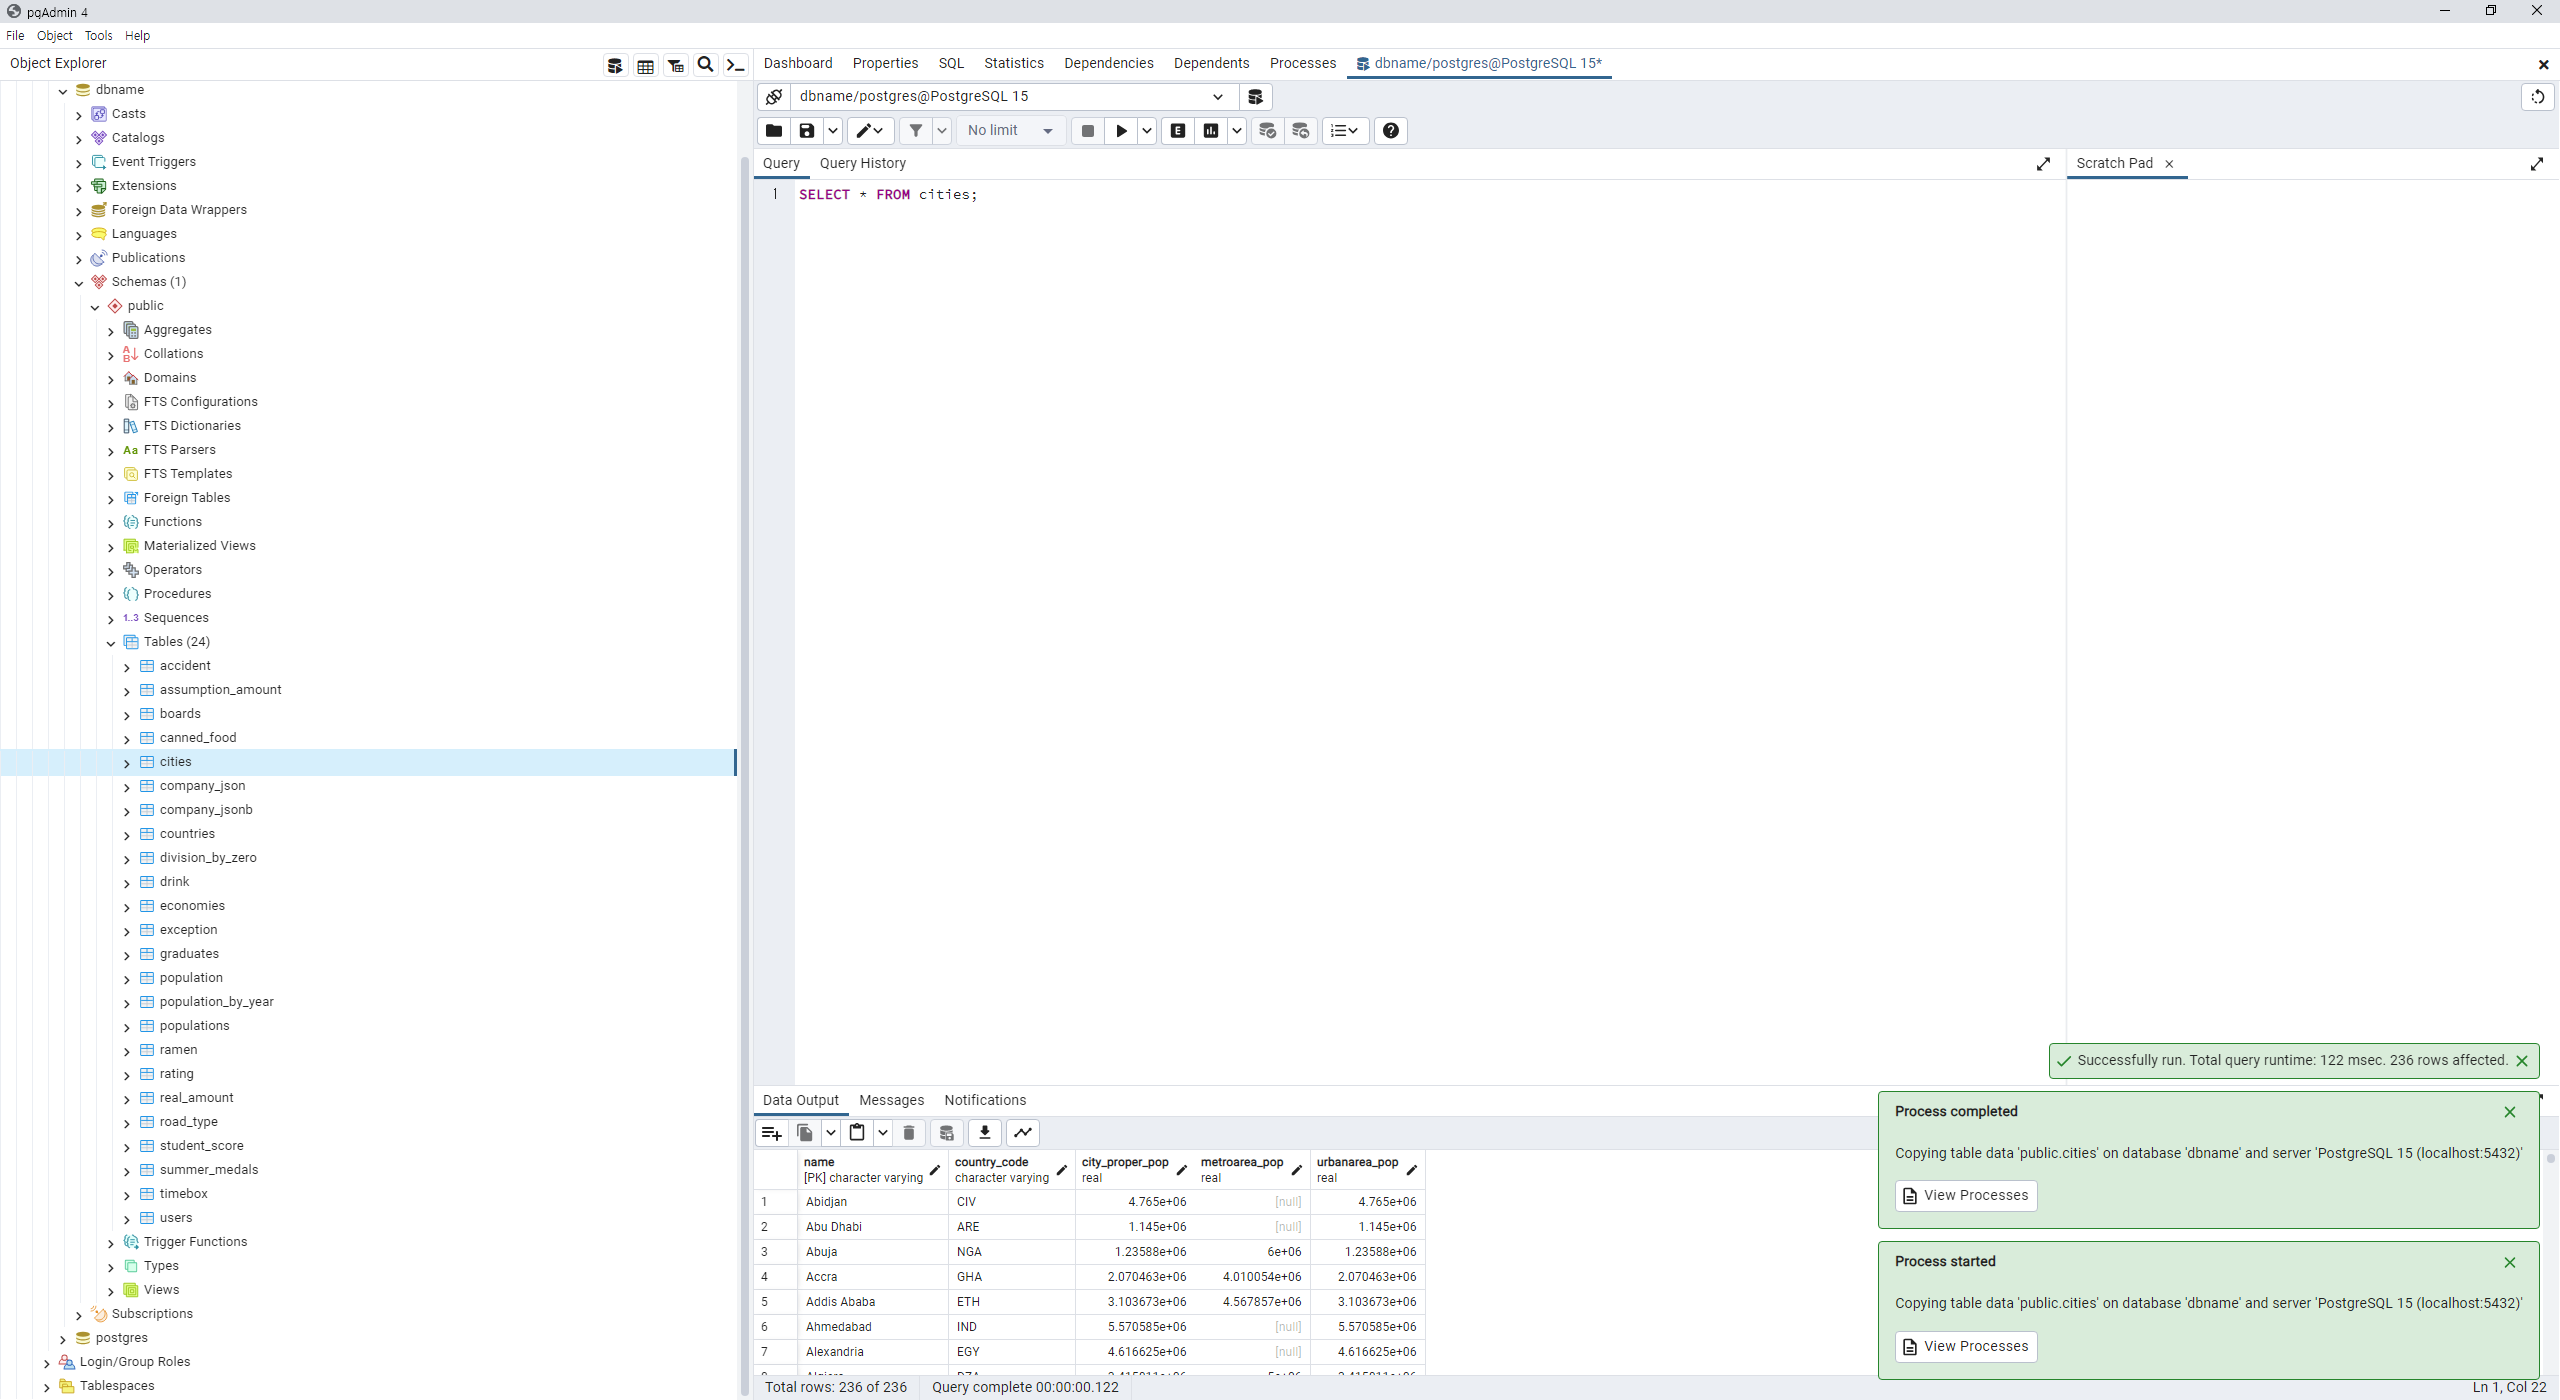 pgAdmin 4
File Object Tools Help
Object Explorer
dbname
Casts
Catalogs
Event Triggers
Extensions
Foreign Data Wrappers
Languages
Publications
Schemas (1)
public
Aggregates
Collations
Domains
FTS Configurations
FTS Dictionaries
Aa FTS Parsers
FTS Templates
Foreign Tables
Functions
Materialized Views
Operators
Procedures
1..3 Sequences
Tables (24)
accident
assumption_amount
boards
canned_food
cities
company_json
company_jsonb
countries
division_by_zero
drink
economies
exception
graduates
population
population_by_year
populations
ramen
rating
real_amount
road_type
student_score
summer_medals
timebox
users
Trigger Functions
Types
Views
Subscriptions
postgres
Login/Group Roles
Tablespaces
Dashboard Properties SQL Statistics Dependencies Dependents Processes dbname/postgres@PostgreSQL 15*
dbname/postgres@PostgreSQL 15
No limit E
Query Query History
Scratch Pad
1 SELECT * FROM cities;
Successfully run. Total query runtime: 122 msec. 236 rows affected.
Data Output Messages Notifications
name country_code city_proper_pop metroarea_pop urbanarea_pop
[PK] character varying character varying real real real
1 Abidjan CIV 4.765e+06 [null] 4.765e+06
2 Abu Dhabi ARE 1.145e+06 [null] 1.145e+06
3 Abuja NGA 1.23588e+06 6e+06 1.23588e+06
4 Accra GHA 2.070463e+06 4.010054e+06 2.070463e+06
5 Addis Ababa ETH 3.103673e+06 4.567857e+06 3.103673e+06
6 Ahmedabad IND 5.570585e+06 [null] 5.570585e+06
7 Alexandria EGY 4.616625e+06 [null] 4.616625e+06
Process completed
Copying table data 'public.cities' on database 'dbname' and server 'PostgreSQL 15 (localhost:5432)'
View Processes
Process started
Copying table data 'public.cities' on database 'dbname' and server 'PostgreSQL 15 (localhost:5432)'
View Processes
Total rows: 236 of 236 Query complete 00:00:00.122
Ln 1, Col 22